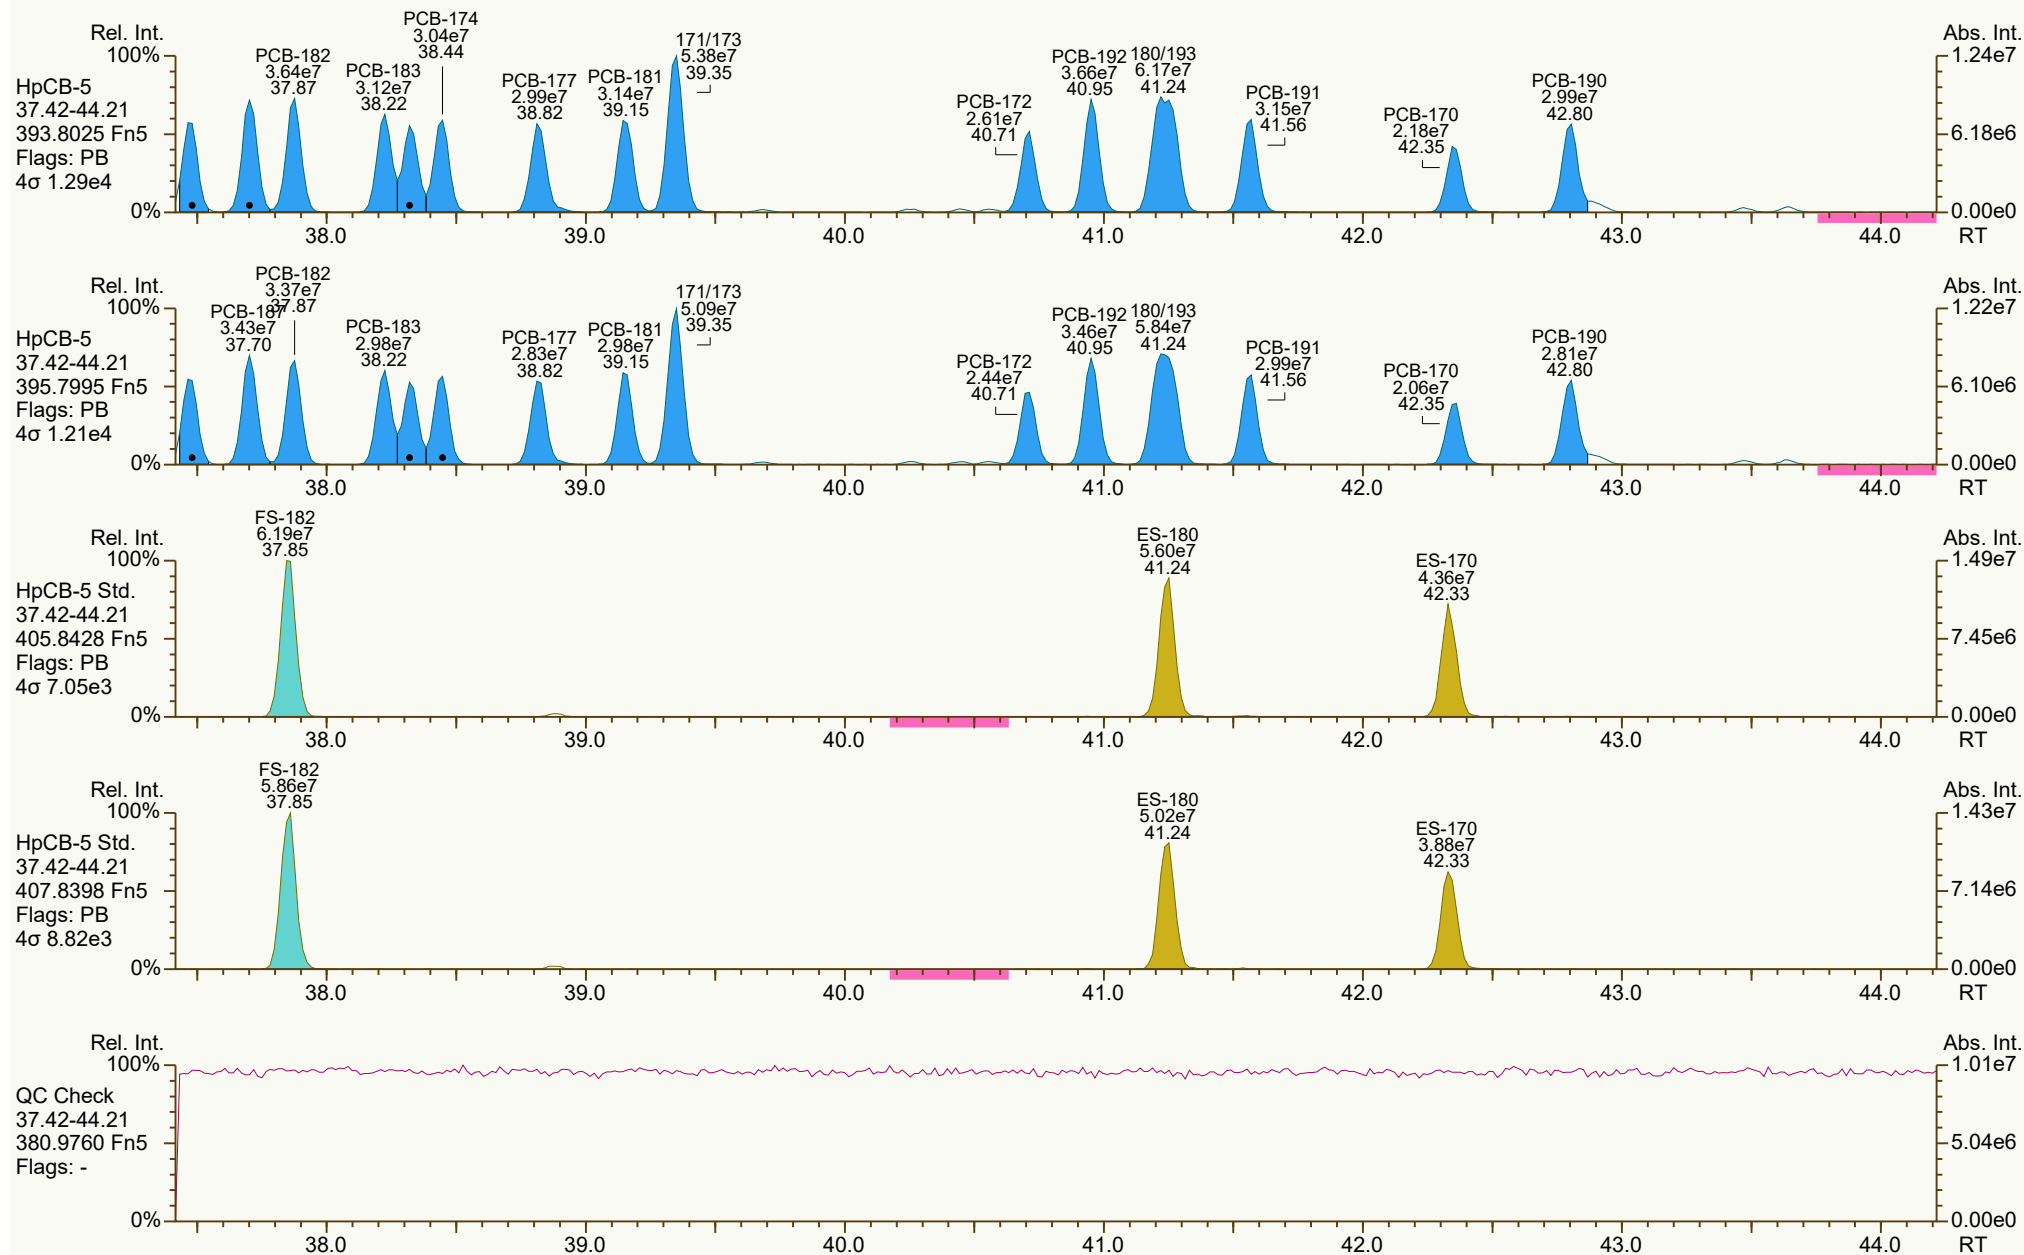 Rel. Int.
100%
0%
HpCB-5
37.42-44.21
393.8025 Fn5
Flags: PB
4σ 1.29e4
PCB-182
3.64e7
37.87
PCB-183
3.12e7
38.22
PCB-174
3.04e7
38.44
PCB-177
2.99e7
38.82
PCB-181
3.14e7
39.15
171/173
5.38e7
39.35
PCB-172
2.61e7
40.71
PCB-192
3.66e7
40.95
180/193
6.17e7
41.24
PCB-191
3.15e7
41.56
PCB-170
2.18e7
42.35
PCB-190
2.99e7
42.80
Abs. Int.
1.24e7
6.18e6
0.00e0
38.0 39.0 40.0 41.0 42.0 43.0 44.0 RT
Rel. Int.
100%
0%
HpCB-5
37.42-44.21
395.7995 Fn5
Flags: PB
4σ 1.21e4
PCB-187
3.43e7
37.70
PCB-182
3.37e7
37.87
PCB-183
2.98e7
38.22
PCB-177
2.83e7
38.82
PCB-181
2.98e7
39.15
171/173
5.09e7
39.35
PCB-172
2.44e7
40.71
PCB-192
3.46e7
40.95
180/193
5.84e7
41.24
PCB-191
2.99e7
41.56
PCB-170
2.06e7
42.35
PCB-190
2.81e7
42.80
Abs. Int.
1.22e7
6.10e6
0.00e0
38.0 39.0 40.0 41.0 42.0 43.0 44.0 RT
Rel. Int.
100%
0%
HpCB-5 Std.
37.42-44.21
405.8428 Fn5
Flags: PB
4σ 7.05e3
FS-182
6.19e7
37.85
ES-180
5.60e7
41.24
ES-170
4.36e7
42.33
Abs. Int.
1.49e7
7.45e6
0.00e0
38.0 39.0 40.0 41.0 42.0 43.0 44.0 RT
Rel. Int.
100%
0%
HpCB-5 Std.
37.42-44.21
407.8398 Fn5
Flags: PB
4σ 8.82e3
FS-182
5.86e7
37.85
ES-180
5.02e7
41.24
ES-170
3.88e7
42.33
Abs. Int.
1.43e7
7.14e6
0.00e0
38.0 39.0 40.0 41.0 42.0 43.0 44.0 RT
Rel. Int.
100%
0%
QC Check
37.42-44.21
380.9760 Fn5
Flags: -
Abs. Int.
1.01e7
5.04e6
0.00e0
38.0 39.0 40.0 41.0 42.0 43.0 44.0 RT